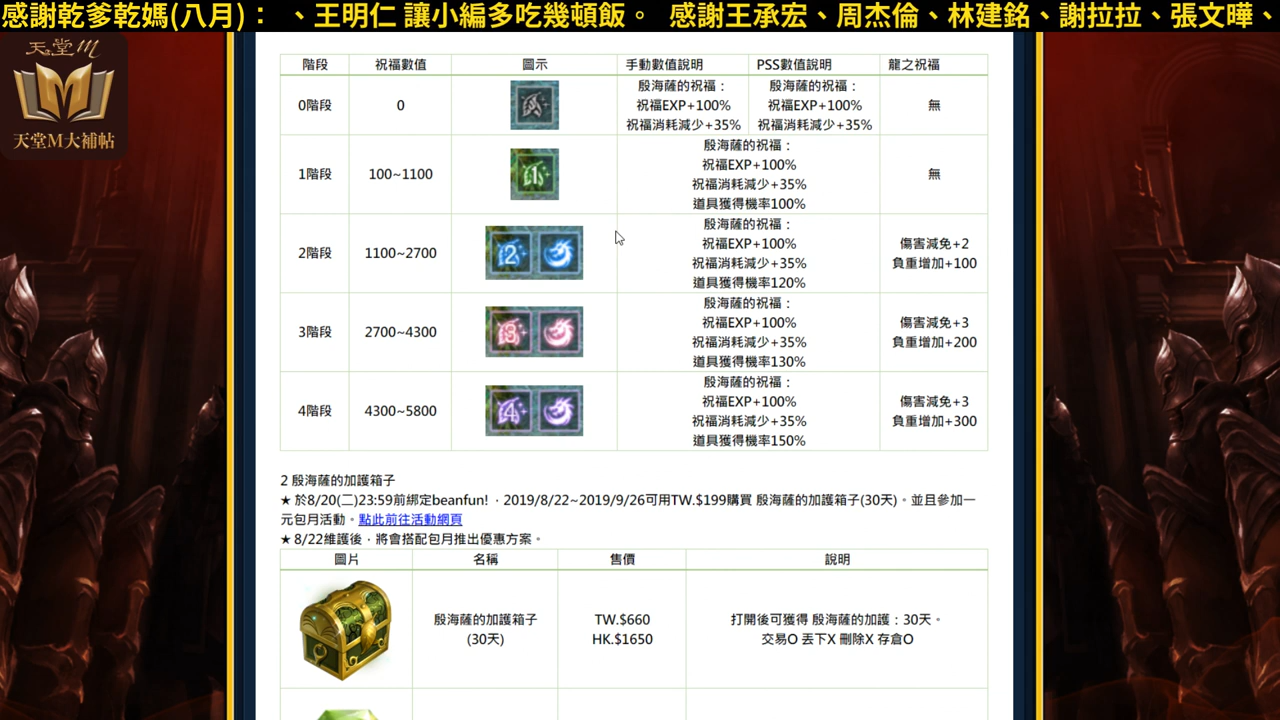 感謝乾爹乾媽(八月)： 、王明仁 讓小編多吃幾頓飯。 感謝王承宏、周杰倫、林建銘、謝拉拉、張文曄、
天堂M
天堂M大補帖
階段 祝福數值 圖示 手動數值說明 PSS數值說明 龍之祝福
0階段 0 殷海薩的祝福： 殷海薩的祝福： 無
祝福EXP+100% 祝福EXP+100%
祝福消耗減少+35% 祝福消耗減少+35%
1階段 100~1100 1 殷海薩的祝福： 無
祝福EXP+100%
祝福消耗減少+35%
道具獲得機率100%
2階段 1100~2700 2 殷海薩的祝福： 傷害減免+2
祝福EXP+100% 負重增加+100
祝福消耗減少+35%
道具獲得機率120%
3階段 2700~4300 3 殷海薩的祝福： 傷害減免+3
祝福EXP+100% 負重增加+200
祝福消耗減少+35%
道具獲得機率130%
4階段 4300~5800 4 殷海薩的祝福： 傷害減免+3
祝福EXP+100% 負重增加+300
祝福消耗減少+35%
道具獲得機率150%
2 殷海薩的加護箱子
★ 於8/20(二)23:59前綁定beanfun!，2019/8/22~2019/9/26可用TW.$199購買 殷海薩的加護箱子(30天)。並且參加一
元包月活動。點此前往活動網頁
★ 8/22維護後，將會搭配包月推出優惠方案。
圖片 名稱 售價 說明
殷海薩的加護箱子 TW.$660 打開後可獲得 殷海薩的加護：30天。
(30天) HK.$1650 交易O 丟下X 刪除X 存倉O